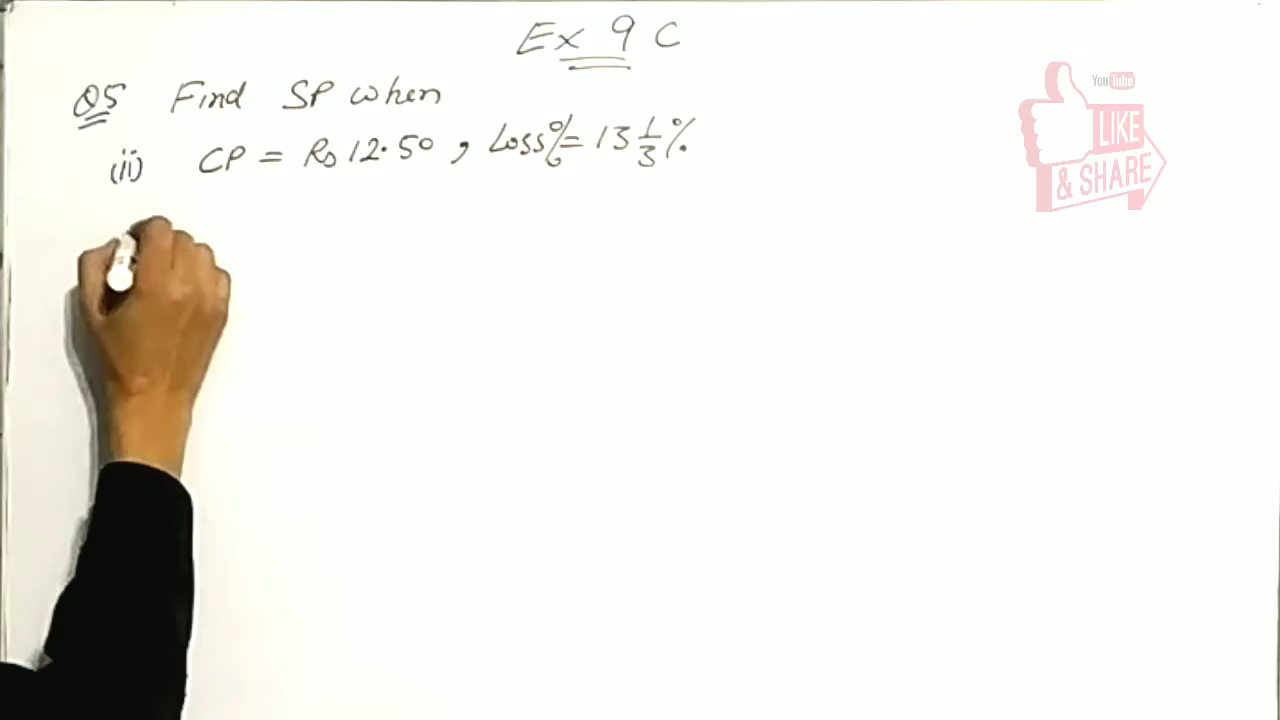 Ex 9 C
Q5 Find SP when
(ii) CP = Rs 12.50, Loss% = 13 1/3 %.
YouTube
LIKE
& SHARE